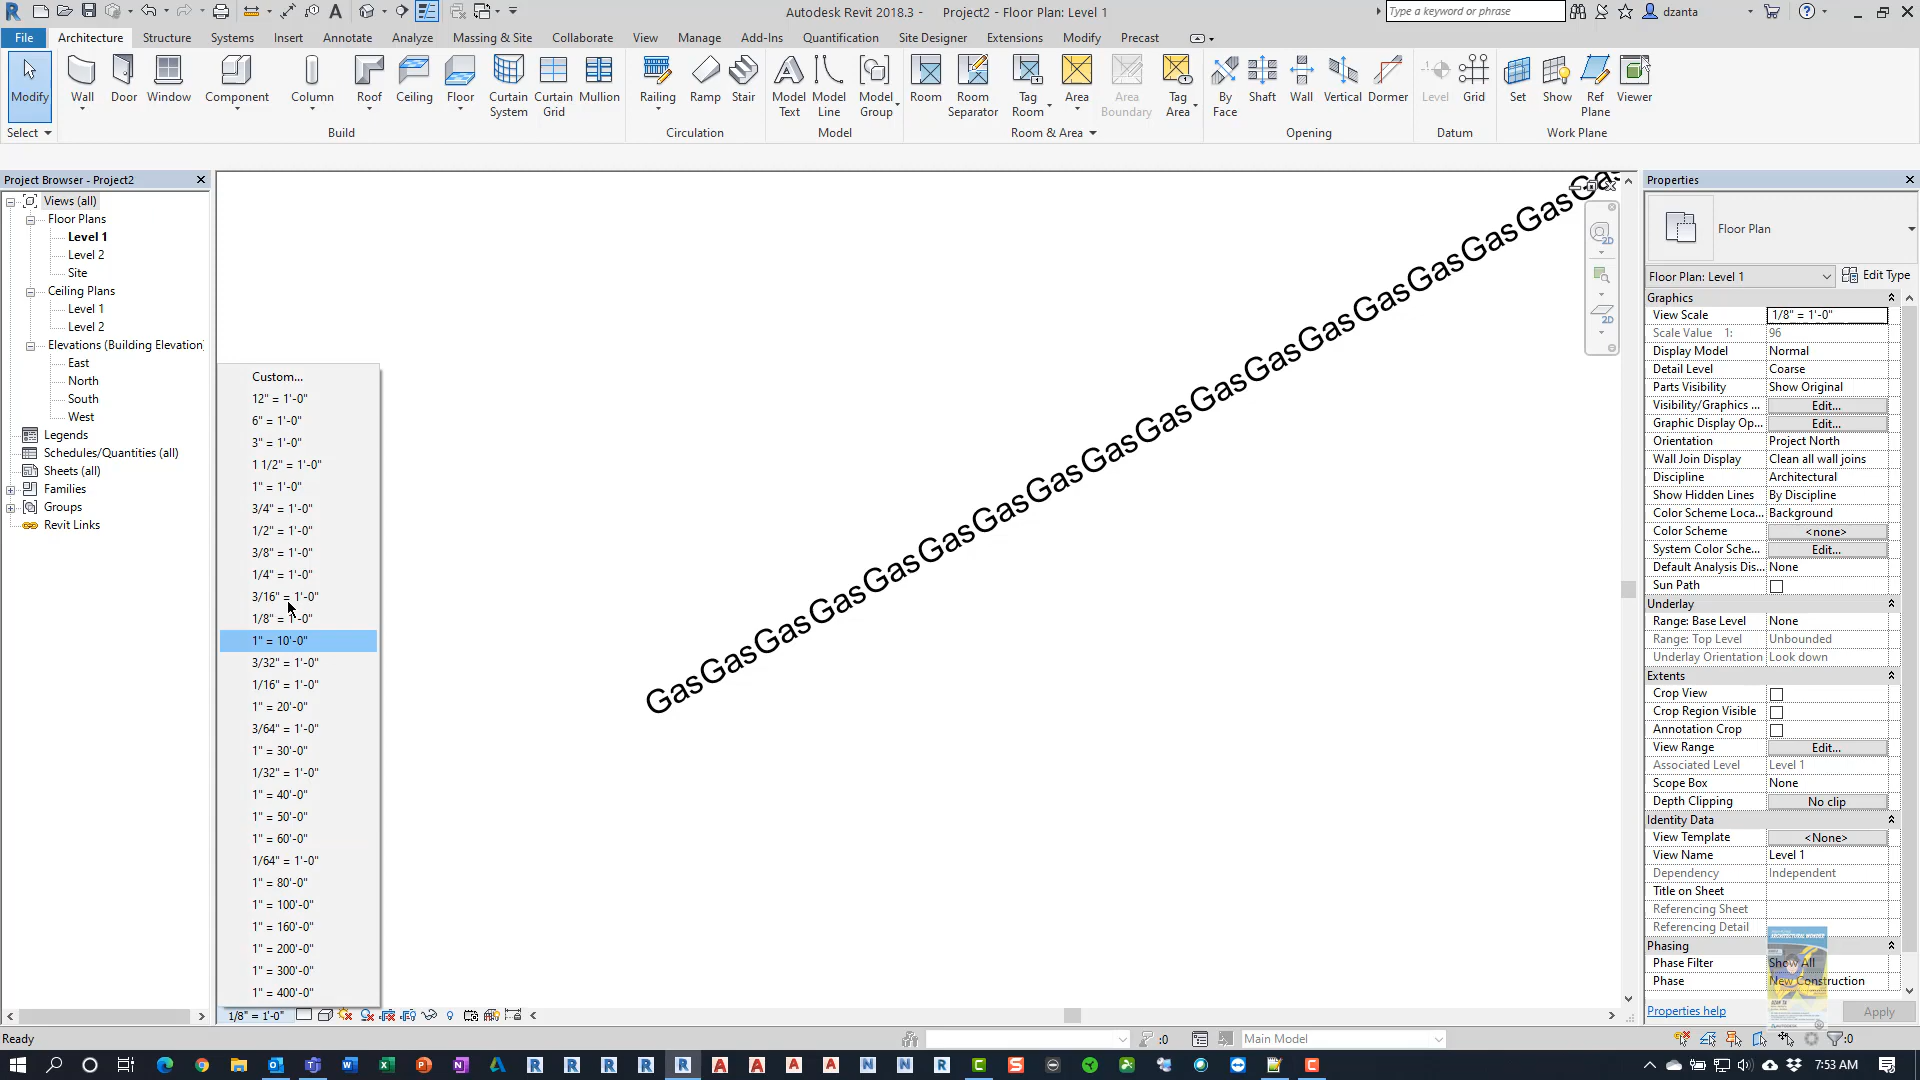 Autodesk Revit 2018.3 - Project2 - Floor Plan: Level 1
Type a keyword or phrase
dzanta
File Architecture Structure Systems Insert Annotate Analyze Massing & Site Collaborate View Manage Add-Ins Quantification Site Designer Extensions Modify Precast
Modify Wall Door Window Component Column Roof Ceiling Floor Curtain System Curtain Grid Mullion Railing Ramp Stair Model Text Model Line Model Group Room Room Separator Tag Room Area Area Boundary Tag Area By Face Shaft Wall Vertical Dormer Level Grid Set Show Ref Plane Viewer
Select Build Circulation Model Room & Area Opening Datum Work Plane
Project Browser - Project2
Views (all)
Floor Plans
Level 1
Level 2
Site
Ceiling Plans
Level 1
Level 2
Elevations (Building Elevation
East
North
South
West
Legends
Schedules/Quantities (all)
Sheets (all)
Families
Groups
Revit Links
Custom...
12" = 1'-0"
6" = 1'-0"
3" = 1'-0"
1 1/2" = 1'-0"
1" = 1'-0"
3/4" = 1'-0"
1/2" = 1'-0"
3/8" = 1'-0"
1/4" = 1'-0"
3/16" = 1'-0"
1/8" = 1'-0"
1" = 10'-0"
3/32" = 1'-0"
1/16" = 1'-0"
1" = 20'-0"
3/64" = 1'-0"
1" = 30'-0"
1/32" = 1'-0"
1" = 40'-0"
1" = 50'-0"
1" = 60'-0"
1/64" = 1'-0"
1" = 80'-0"
1" = 100'-0"
1" = 160'-0"
1" = 200'-0"
1" = 300'-0"
1" = 400'-0"
1/8" = 1'-0"
GasGasGasGasGasGasGasGasGasGasGasGasGasGasGasGasGasGas
Properties
Floor Plan
Floor Plan: Level 1 Edit Type
Graphics
View Scale 1/8" = 1'-0"
Scale Value 1: 96
Display Model Normal
Detail Level Coarse
Parts Visibility Show Original
Visibility/Graphics ... Edit...
Graphic Display Op... Edit...
Orientation Project North
Wall Join Display Clean all wall joins
Discipline Architectural
Show Hidden Lines By Discipline
Color Scheme Loca... Background
Color Scheme <none>
System Color Sche... Edit...
Default Analysis Dis... None
Sun Path
Underlay
Range: Base Level None
Range: Top Level Unbounded
Underlay Orientation Look down
Extents
Crop View
Crop Region Visible
Annotation Crop
View Range Edit...
Associated Level Level 1
Scope Box None
Depth Clipping No clip
Identity Data
View Template <None>
View Name Level 1
Dependency Independent
Title on Sheet
Referencing Sheet
Referencing Detail
Phasing
Phase Filter Show All
Phase New Construction
Properties help Apply
Ready
:0 Main Model :0
7:53 AM